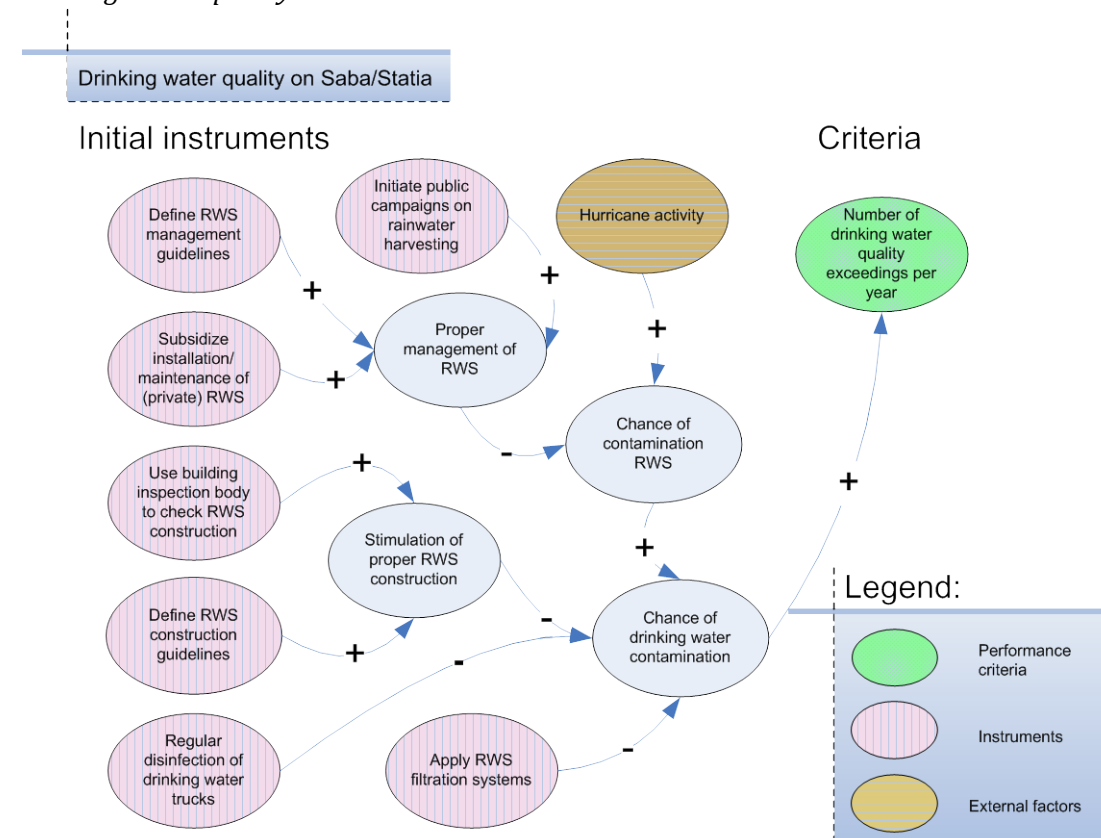 Drinking water quality on Saba/Statia
Initial instruments
Criteria
Define RWS
management
guidelines
Initiate public
campaigns on
rainwater
harvesting
Hurricane activity
Number of
drinking water
quality
exceedings per
year
+
+
+
Subsidize
installation/
maintenance of
(private) RWS
+
Proper
management of
RWS
-
Chance of
contamination
RWS
Use building
inspection body
to check RWS
construction
+
+
Stimulation of
proper RWS
construction
+
Define RWS
construction
guidelines
+
-
-
Chance of
drinking water
contamination
Regular
disinfection of
drinking water
trucks
Apply RWS
filtration systems
-
Legend:
Performance
criteria
Instruments
External factors